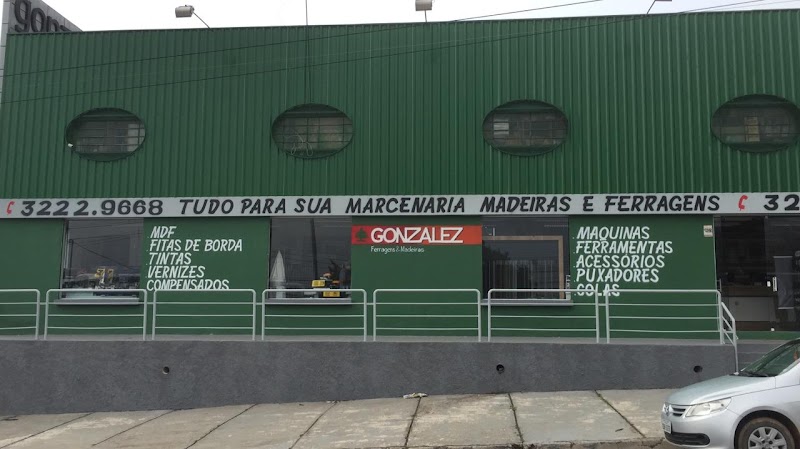 3222.9668 TUDO PARA SUA MARCENARIA MADEIRAS E FERRAGENS 32
MDF
FITAS DE BORDA
TINTAS
VERNIZES
COMPENSADOS
GONZALEZ
Ferragens & Madeiras
MAQUINAS
FERRAMENTAS
ACESSORIOS
PUXADORES
COLAS